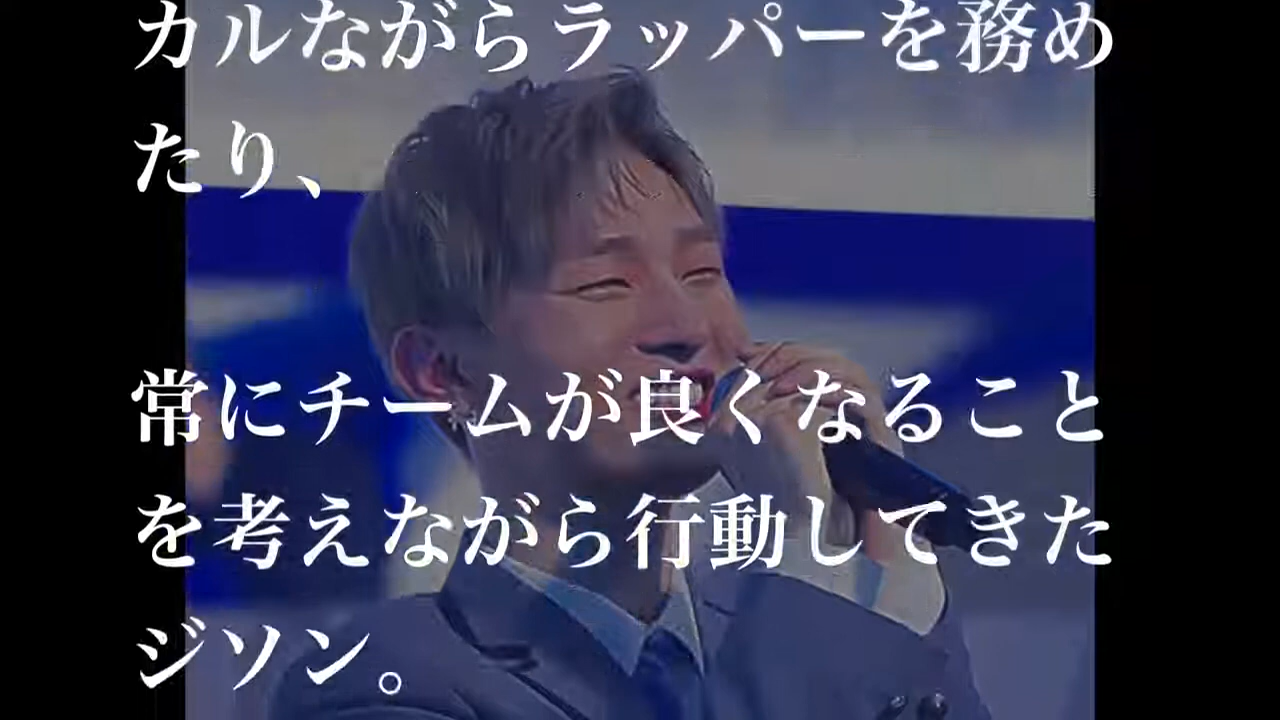 カルながらラッパーを務め
たり、
常にチームが良くなること
を考えながら行動してきた
ジソン。